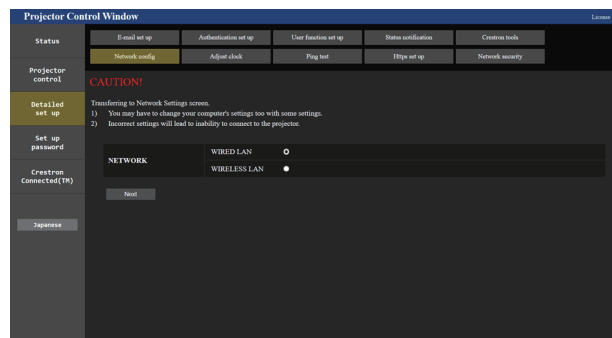 Projector Control Window
License
Status
E-mail set up
Authentication set up
User function set up
Status notification
Crestron tools
Network config
Adjust clock
Ping test
Https set up
Network security
Projector
control
Detailed
set up
Set up
password
Crestron
Connected(TM)
Japanese
CAUTION!
Transferring to Network Settings screen.
1) You may have to change your computer's settings too with some settings.
2) Incorrect settings will lead to inability to connect to the projector.
NETWORK
WIRED LAN
WIRELESS LAN
Next